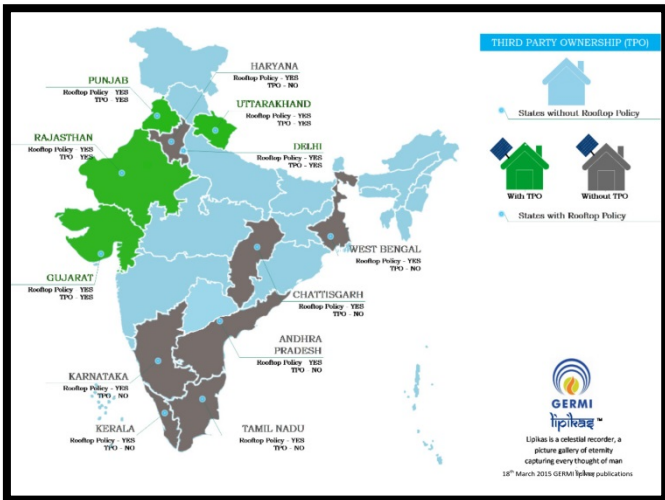 THIRD PARTY OWNERSHIP (TPO)
States without Rooftop Policy
With TPO
Without TPO
States with Rooftop Policy
HARYANA
Rooftop Policy - YES
TPO - NO
PUNJAB
Rooftop Policy - YES
TPO - YES
UTTARAKHAND
Rooftop Policy - YES
TPO - YES
RAJASTHAN
Rooftop Policy - YES
TPO - YES
DELHI
Rooftop Policy - YES
TPO - YES
WEST BENGAL
Rooftop Policy - YES
TPO - NO
GUJARAT
Rooftop Policy - YES
TPO - YES
CHATTISGARH
Rooftop Policy - YES
TPO - NO
ANDHRA
PRADESH
Rooftop Policy - YES
TPO - NO
KARNATAKA
Rooftop Policy - YES
TPO - NO
KERALA
Rooftop Policy - YES
TPO - NO
TAMIL NADU
Rooftop Policy - YES
TPO - NO
GERMI
lipikas ™
Lipikas is a celestial recorder, a
picture gallery of eternity
capturing every thought of man
18th March 2015 GERMI lipikas publications